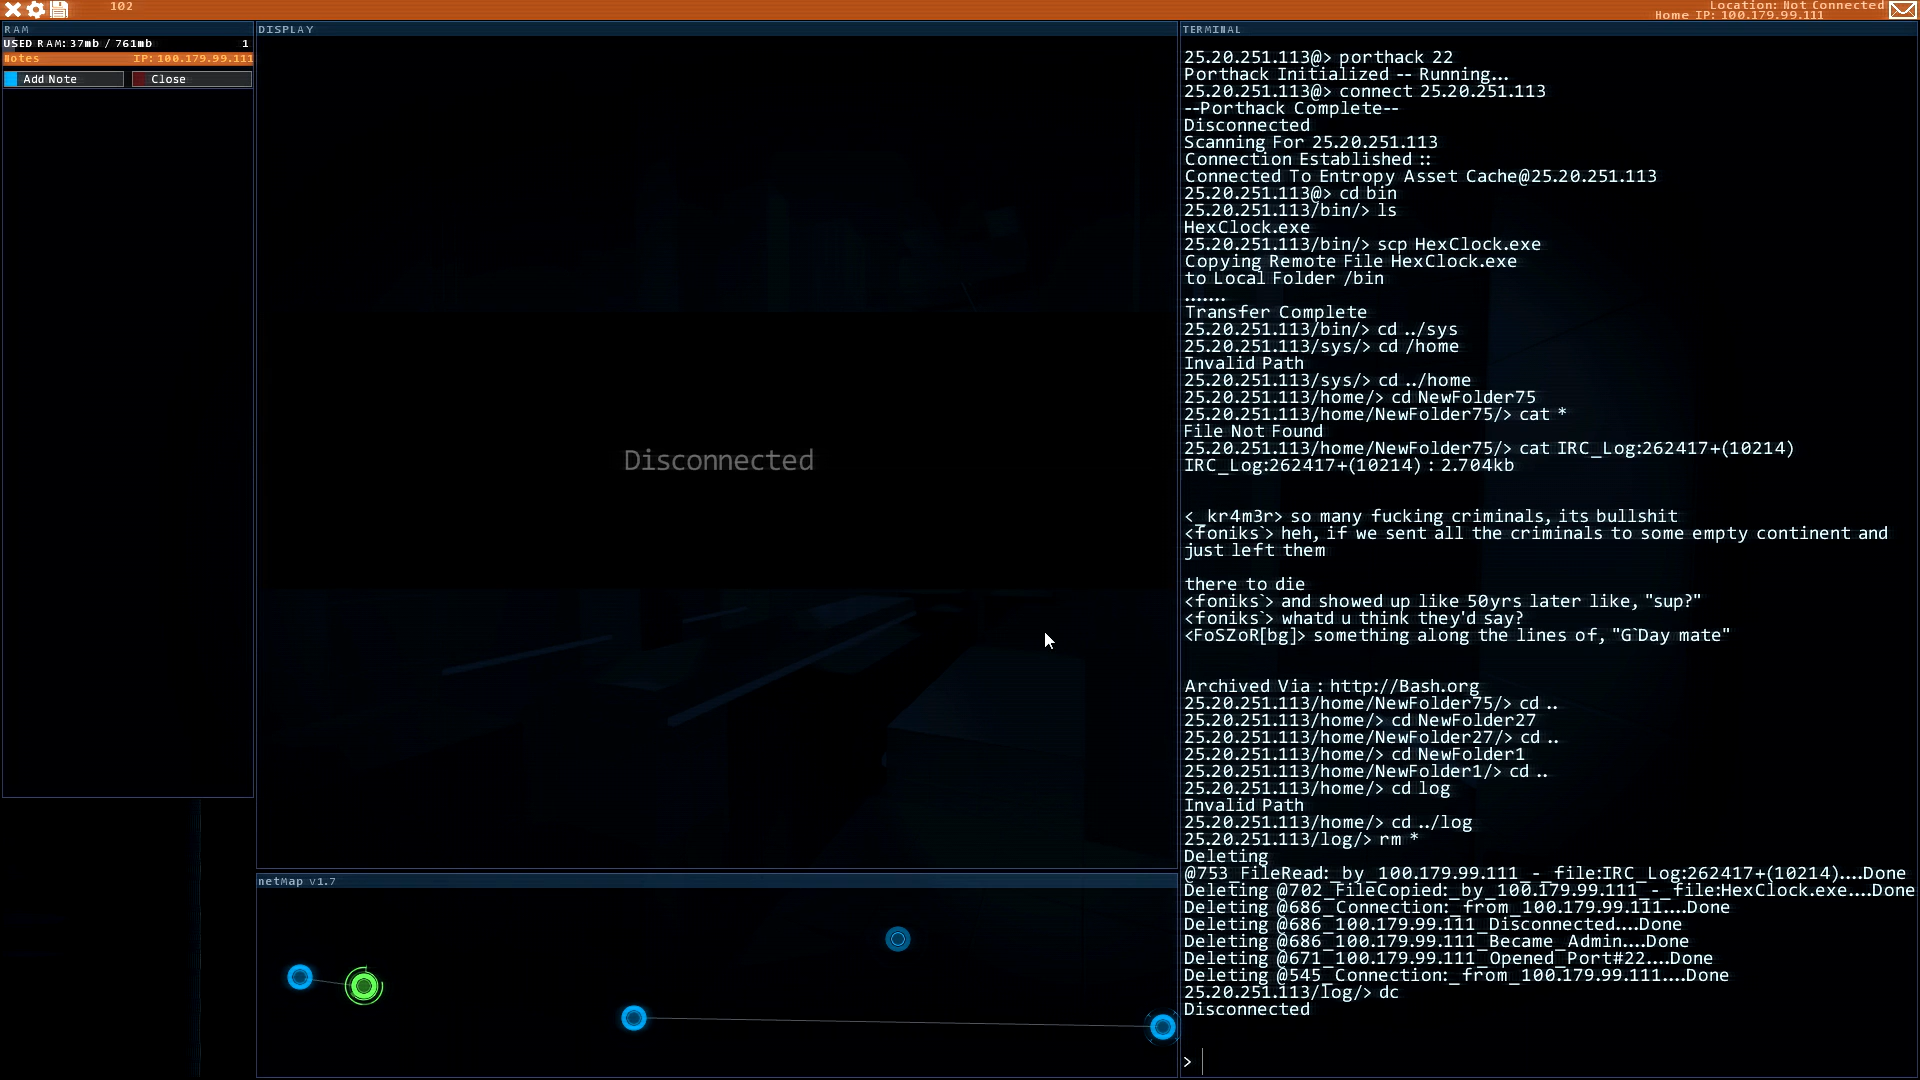 102
Location: Not Connected
Home IP: 100.179.99.111
RAM
USED RAM: 37mb / 761mb 1
Notes IP: 100.179.99.111
Add Note Close
DISPLAY
Disconnected
netMap v1.7
TERMINAL
25.20.251.113@> porthack 22
Porthack Initialized -- Running...
25.20.251.113@> connect 25.20.251.113
--Porthack Complete--
Disconnected
Scanning For 25.20.251.113
Connection Established ::
Connected To Entropy Asset Cache@25.20.251.113
25.20.251.113@> cd bin
25.20.251.113/bin/> ls
HexClock.exe
25.20.251.113/bin/> scp HexClock.exe
Copying Remote File HexClock.exe
to Local Folder /bin
.......
Transfer Complete
25.20.251.113/bin/> cd ../sys
25.20.251.113/sys/> cd /home
Invalid Path
25.20.251.113/sys/> cd ../home
25.20.251.113/home/> cd NewFolder75
25.20.251.113/home/NewFolder75/> cat *
File Not Found
25.20.251.113/home/NewFolder75/> cat IRC_Log:262417+(10214)
IRC_Log:262417+(10214) : 2.704kb
<_kr4m3r> so many fucking criminals, its bullshit
<foniks`> heh, if we sent all the criminals to some empty continent and
just left them
there to die
<foniks`> and showed up like 50yrs later like, "sup?"
<foniks`> whatd u think they'd say?
<FoSZoR[bg]> something along the lines of, "G`Day mate"
Archived Via : http://Bash.org
25.20.251.113/home/NewFolder75/> cd ..
25.20.251.113/home/> cd NewFolder27
25.20.251.113/home/NewFolder27/> cd ..
25.20.251.113/home/> cd NewFolder1
25.20.251.113/home/NewFolder1/> cd ..
25.20.251.113/home/> cd log
Invalid Path
25.20.251.113/home/> cd ../log
25.20.251.113/log/> rm *
Deleting
@753_FileRead:_by_100.179.99.111_-_file:IRC_Log:262417+(10214)....Done
Deleting @702_FileCopied:_by_100.179.99.111_-_file:HexClock.exe....Done
Deleting @686_Connection:_from_100.179.99.111....Done
Deleting @686_100.179.99.111_Disconnected....Done
Deleting @686_100.179.99.111_Became_Admin....Done
Deleting @671_100.179.99.111_Opened_Port#22....Done
Deleting @545_Connection:_from_100.179.99.111....Done
25.20.251.113/log/> dc
Disconnected
>